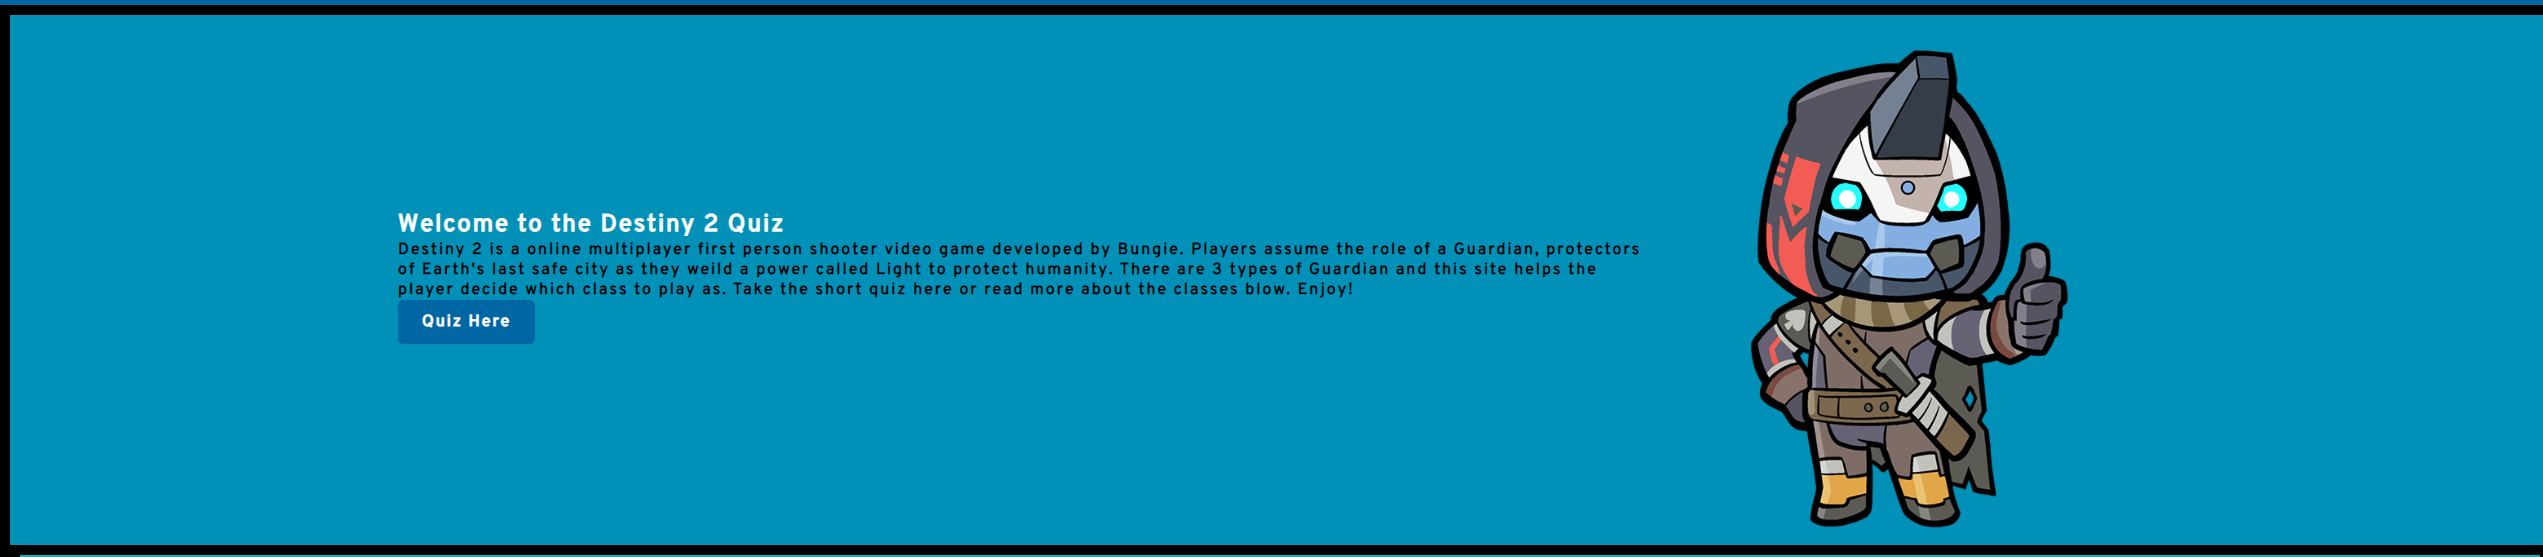 Welcome to the Destiny 2 Quiz
Destiny 2 is a online multiplayer first person shooter video game developed by Bungie. Players assume the role of a Guardian, protectors
of Earth's last safe city as they weild a power called Light to protect humanity. There are 3 types of Guardian and this site helps the
player decide which class to play as. Take the short quiz here or read more about the classes blow. Enjoy!
Quiz Here